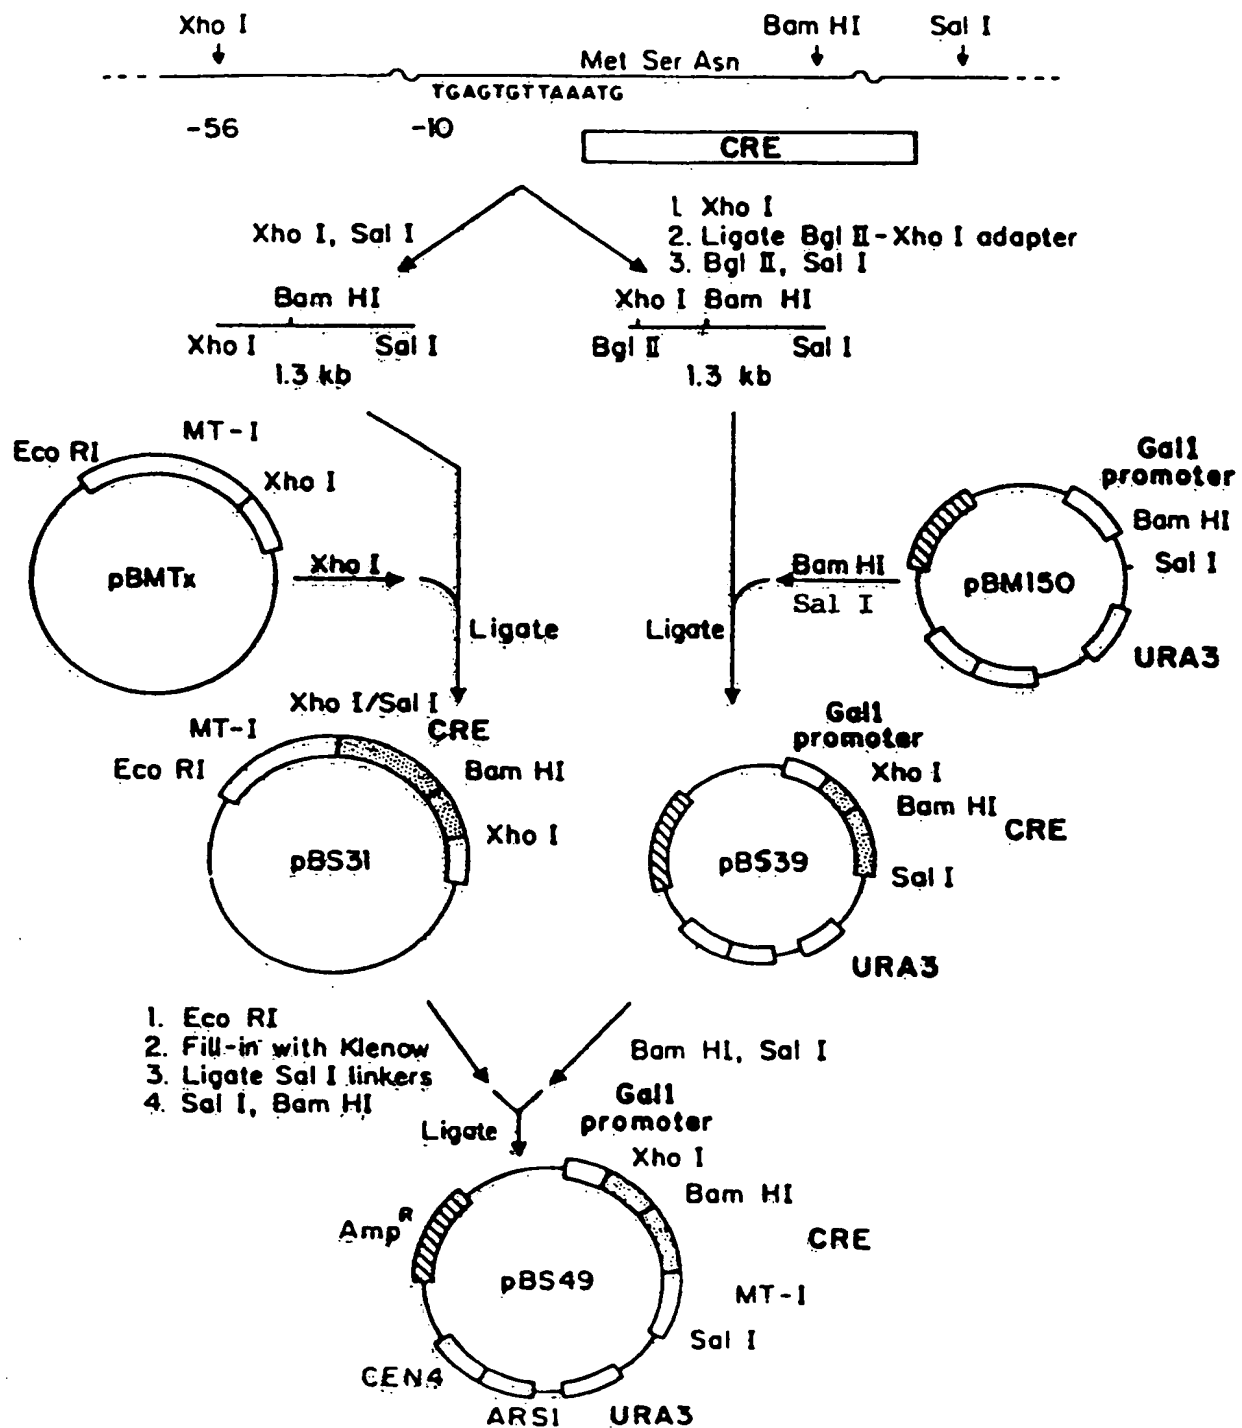 Xho I
Bam HI
Sal I
Met Ser Asn
TGAGTGTTAAATG
-56
-10
CRE
Xho I, Sal I
1. Xho I
2. Ligate Bgl II-Xho I adapter
3. Bgl II, Sal I
Bam HI
Xho I
Sal I
1.3 kb
Xho I Bam HI
Bgl II
Sal I
1.3 kb
MT-I
Eco RI
Xho I
pBMTx
Xho I
Ligate
Gal1
promoter
Bam HI
Sal I
pBM150
URA3
Bam HI
Sal I
Ligate
Xho I/Sal I
MT-I
CRE
Eco RI
Bam HI
Xho I
pBS31
Gal1
promoter
Xho I
Bam HI
CRE
pBS39
Sal I
URA3
1. Eco RI
2. Fill-in with Klenow
3. Ligate Sal I linkers
4. Sal I, Bam HI
Bam HI, Sal I
Ligate
Gal1
promoter
Xho I
Bam HI
Amp R
CRE
pBS49
MT-I
Sal I
CEN4
ARS1
URA3